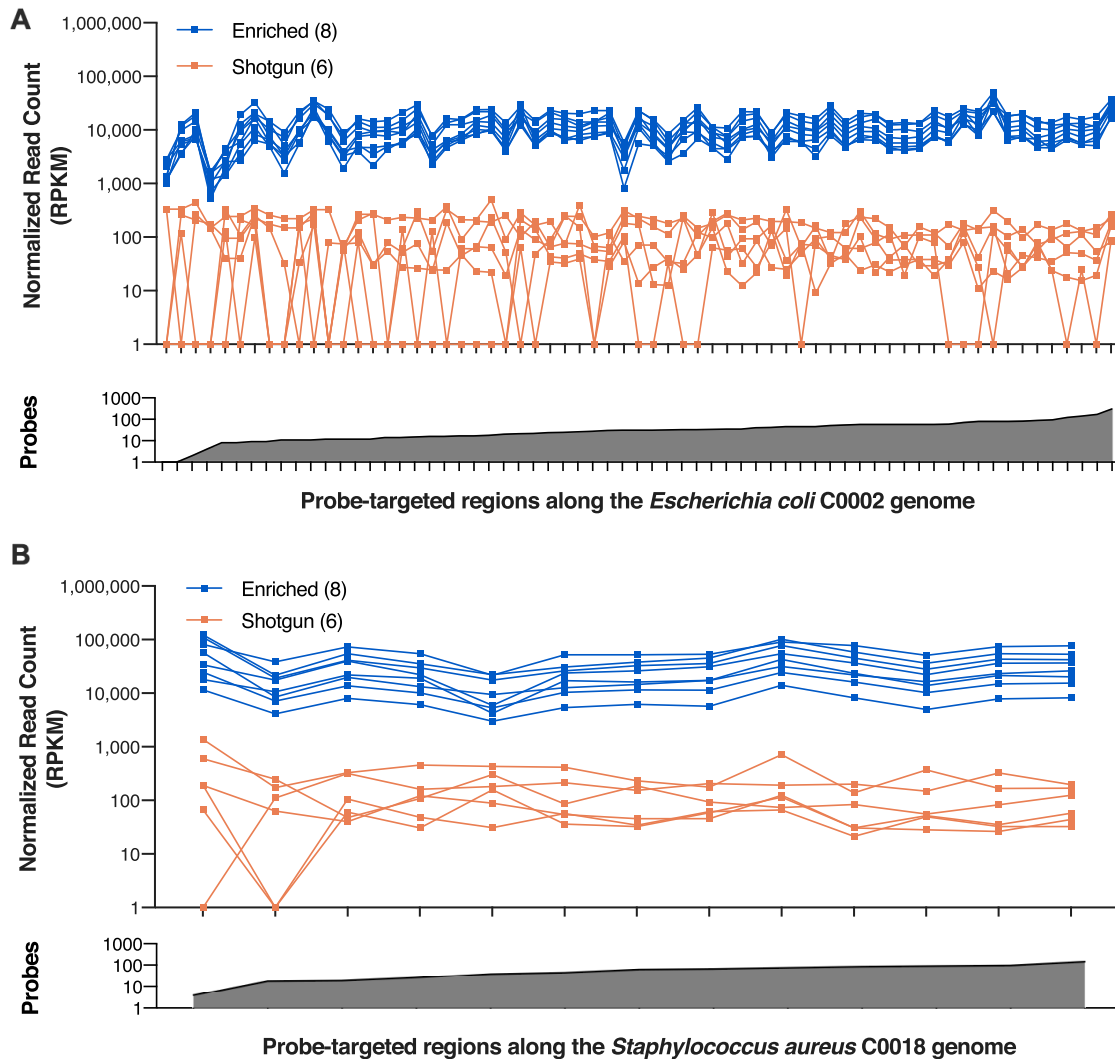 A
Normalized Read Count
(RPKM)
1,000,000
100,000
10,000
1,000
100
10
1
Enriched (8)
Shotgun (6)
Probes
1000
100
10
1
Probe-targeted regions along the Escherichia coli C0002 genome
B
Normalized Read Count
(RPKM)
1,000,000
100,000
10,000
1,000
100
10
1
Enriched (8)
Shotgun (6)
Probes
1000
100
10
1
Probe-targeted regions along the Staphylococcus aureus C0018 genome